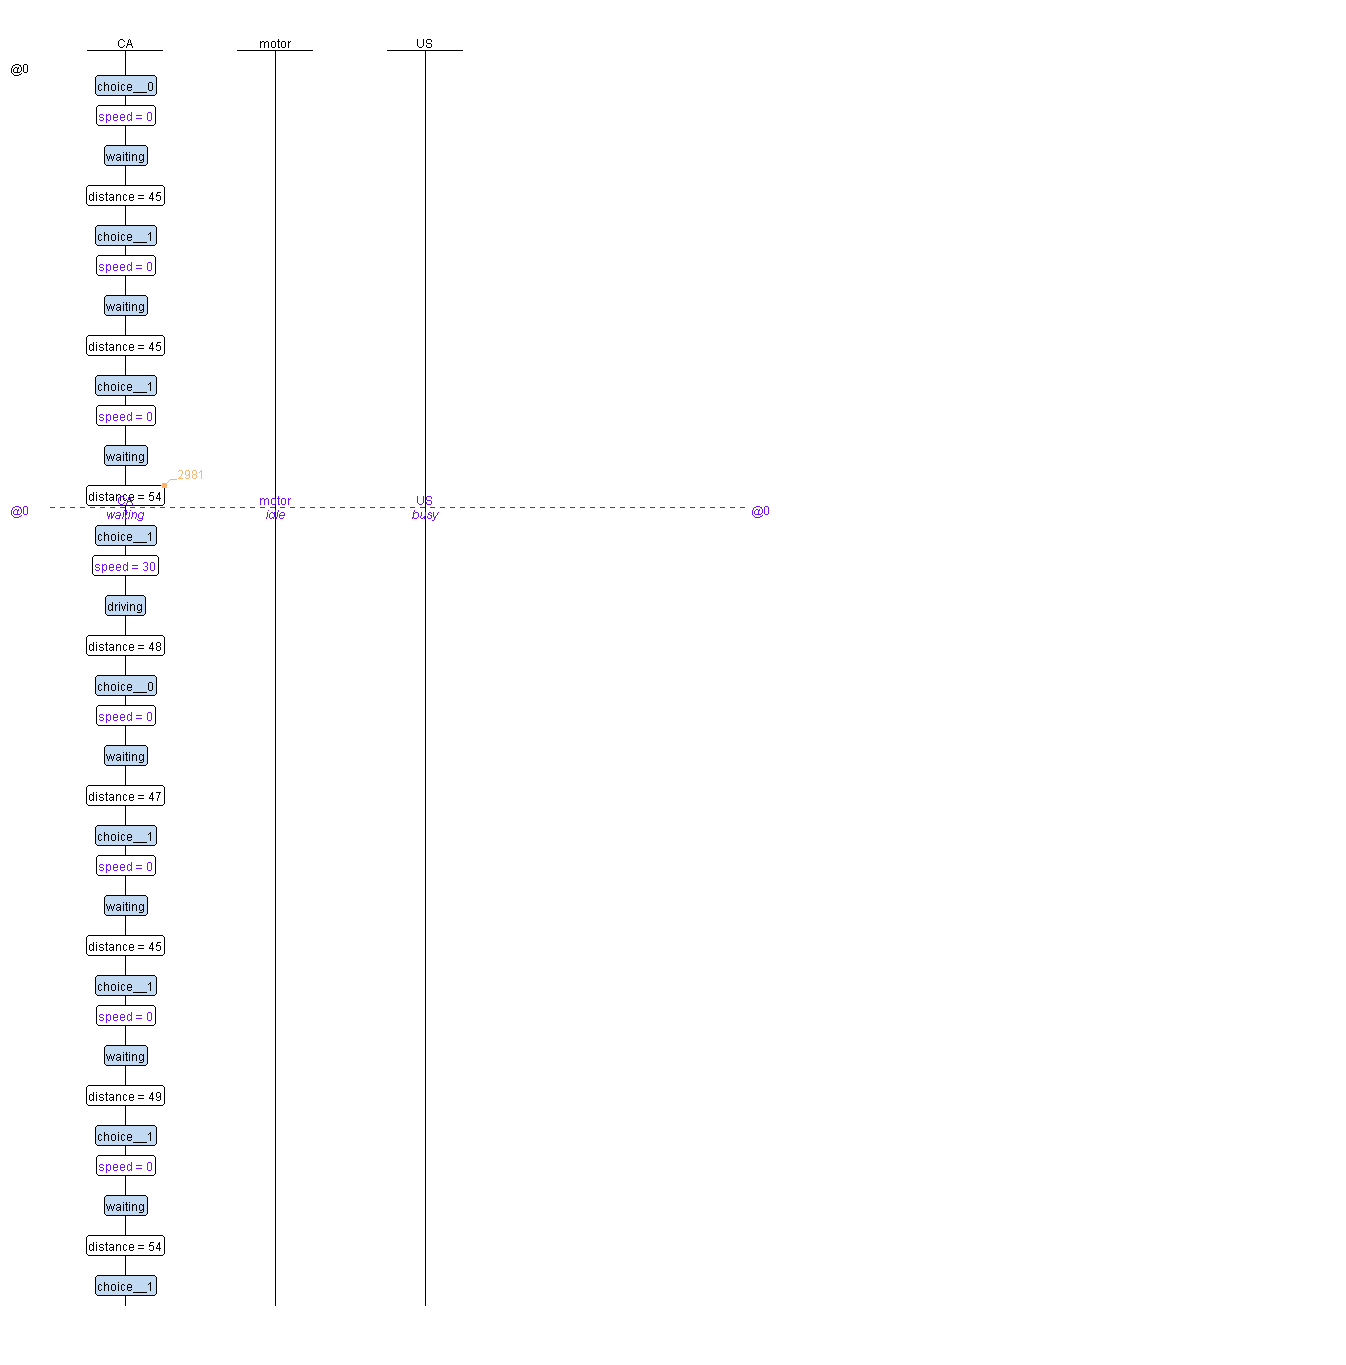 CA motor US
@0
choice__0
speed = 0
waiting
distance = 45
choice__1
speed = 0
waiting
distance = 45
choice__1
speed = 0
waiting
2981
distance = 54
CA motor US
@0 @0
waiting idle busy
choice__1
speed = 30
driving
distance = 48
choice__0
speed = 0
waiting
distance = 47
choice__1
speed = 0
waiting
distance = 45
choice__1
speed = 0
waiting
distance = 49
choice__1
speed = 0
waiting
distance = 54
choice__1